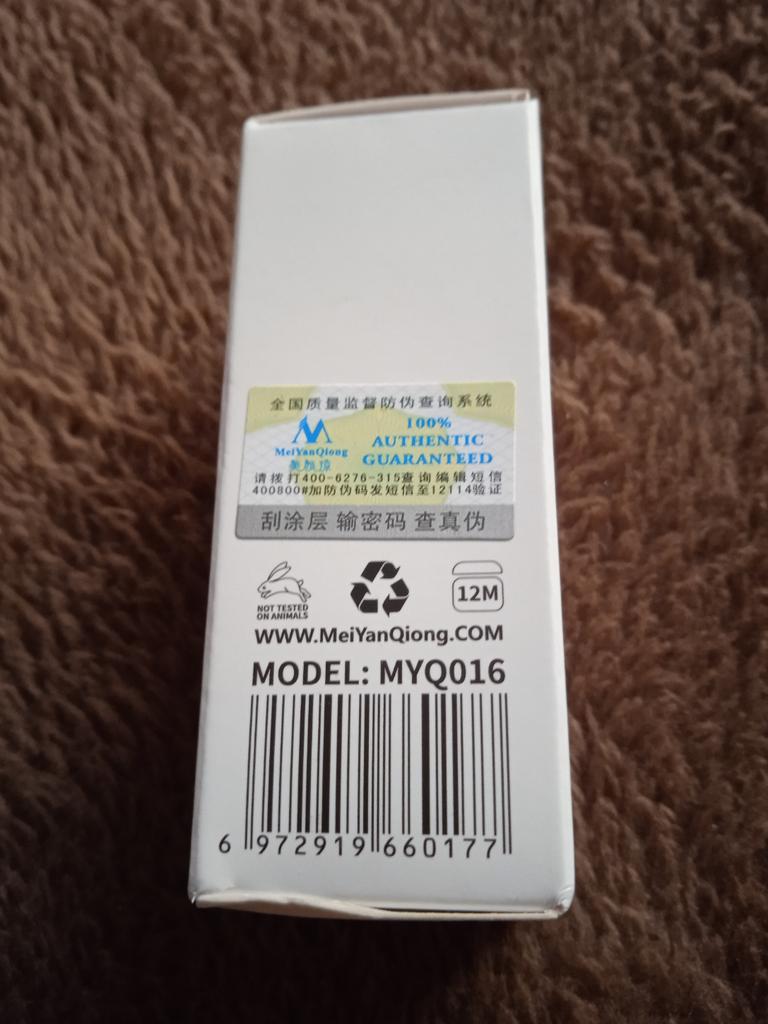 全国质量监督防伪查询系统
MeiYanQiong
美颜琼
100%
AUTHENTIC
GUARANTEED
请拨打400-6276-315查询编辑短信
400800#加防伪码发短信至12114验证
刮涂层 输密码 查真伪
NOT TESTED
ON ANIMALS
12M
WWW.MeiYanQiong.COM
MODEL: MYQ016
6 972919 660177